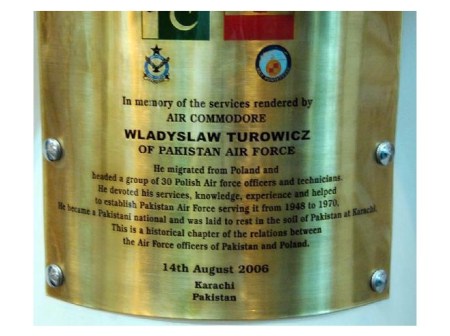 In memory of the services rendered by
AIR COMMODORE
WLADYSLAW TUROWICZ
OF PAKISTAN AIR FORCE
He migrated from Poland and
headed a group of 30 Polish Air force officers and technicians.
He devoted his services, knowledge, experience and helped
to establish Pakistan Air Force serving it from 1948 to 1970,
He became a Pakistani national and was laid to rest in the soil of Pakistan at Karachi.
This is a historical chapter of the relations between
the Air Force officers of Pakistan and Poland.
14th August 2006
Karachi
Pakistan